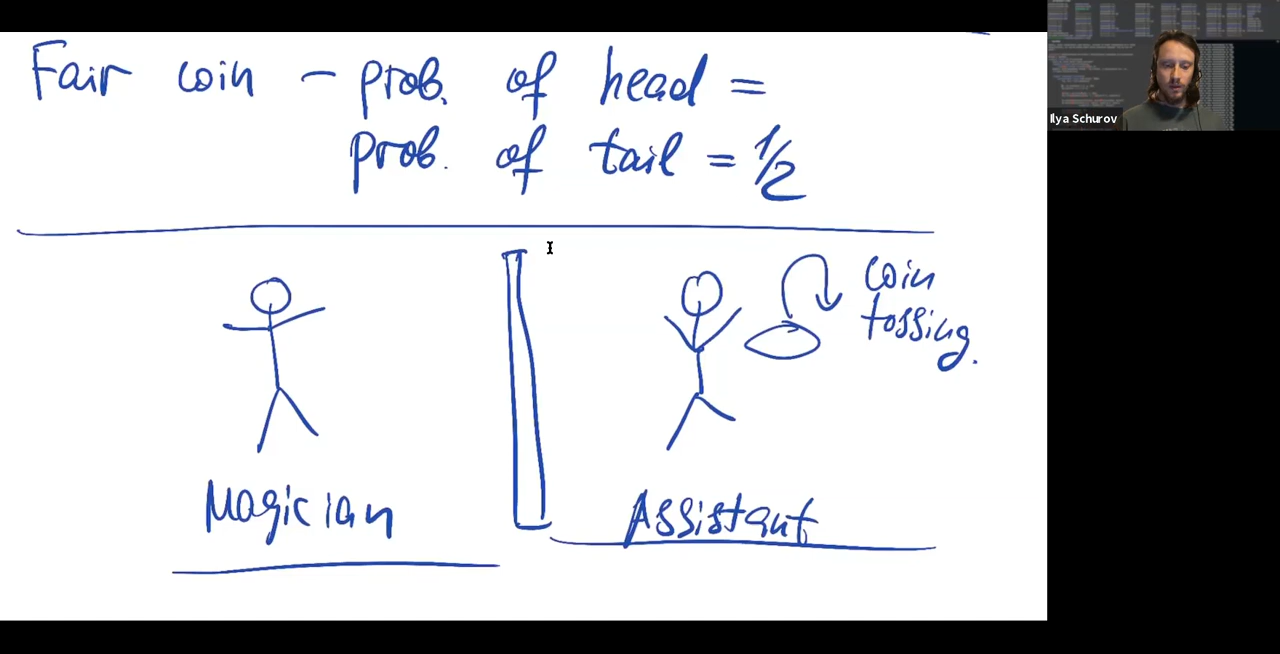 Fair coin – prob. of head =
prob. of tail = 1/2
coin
tossing.
Magician
Assistant
Ilya Schurov